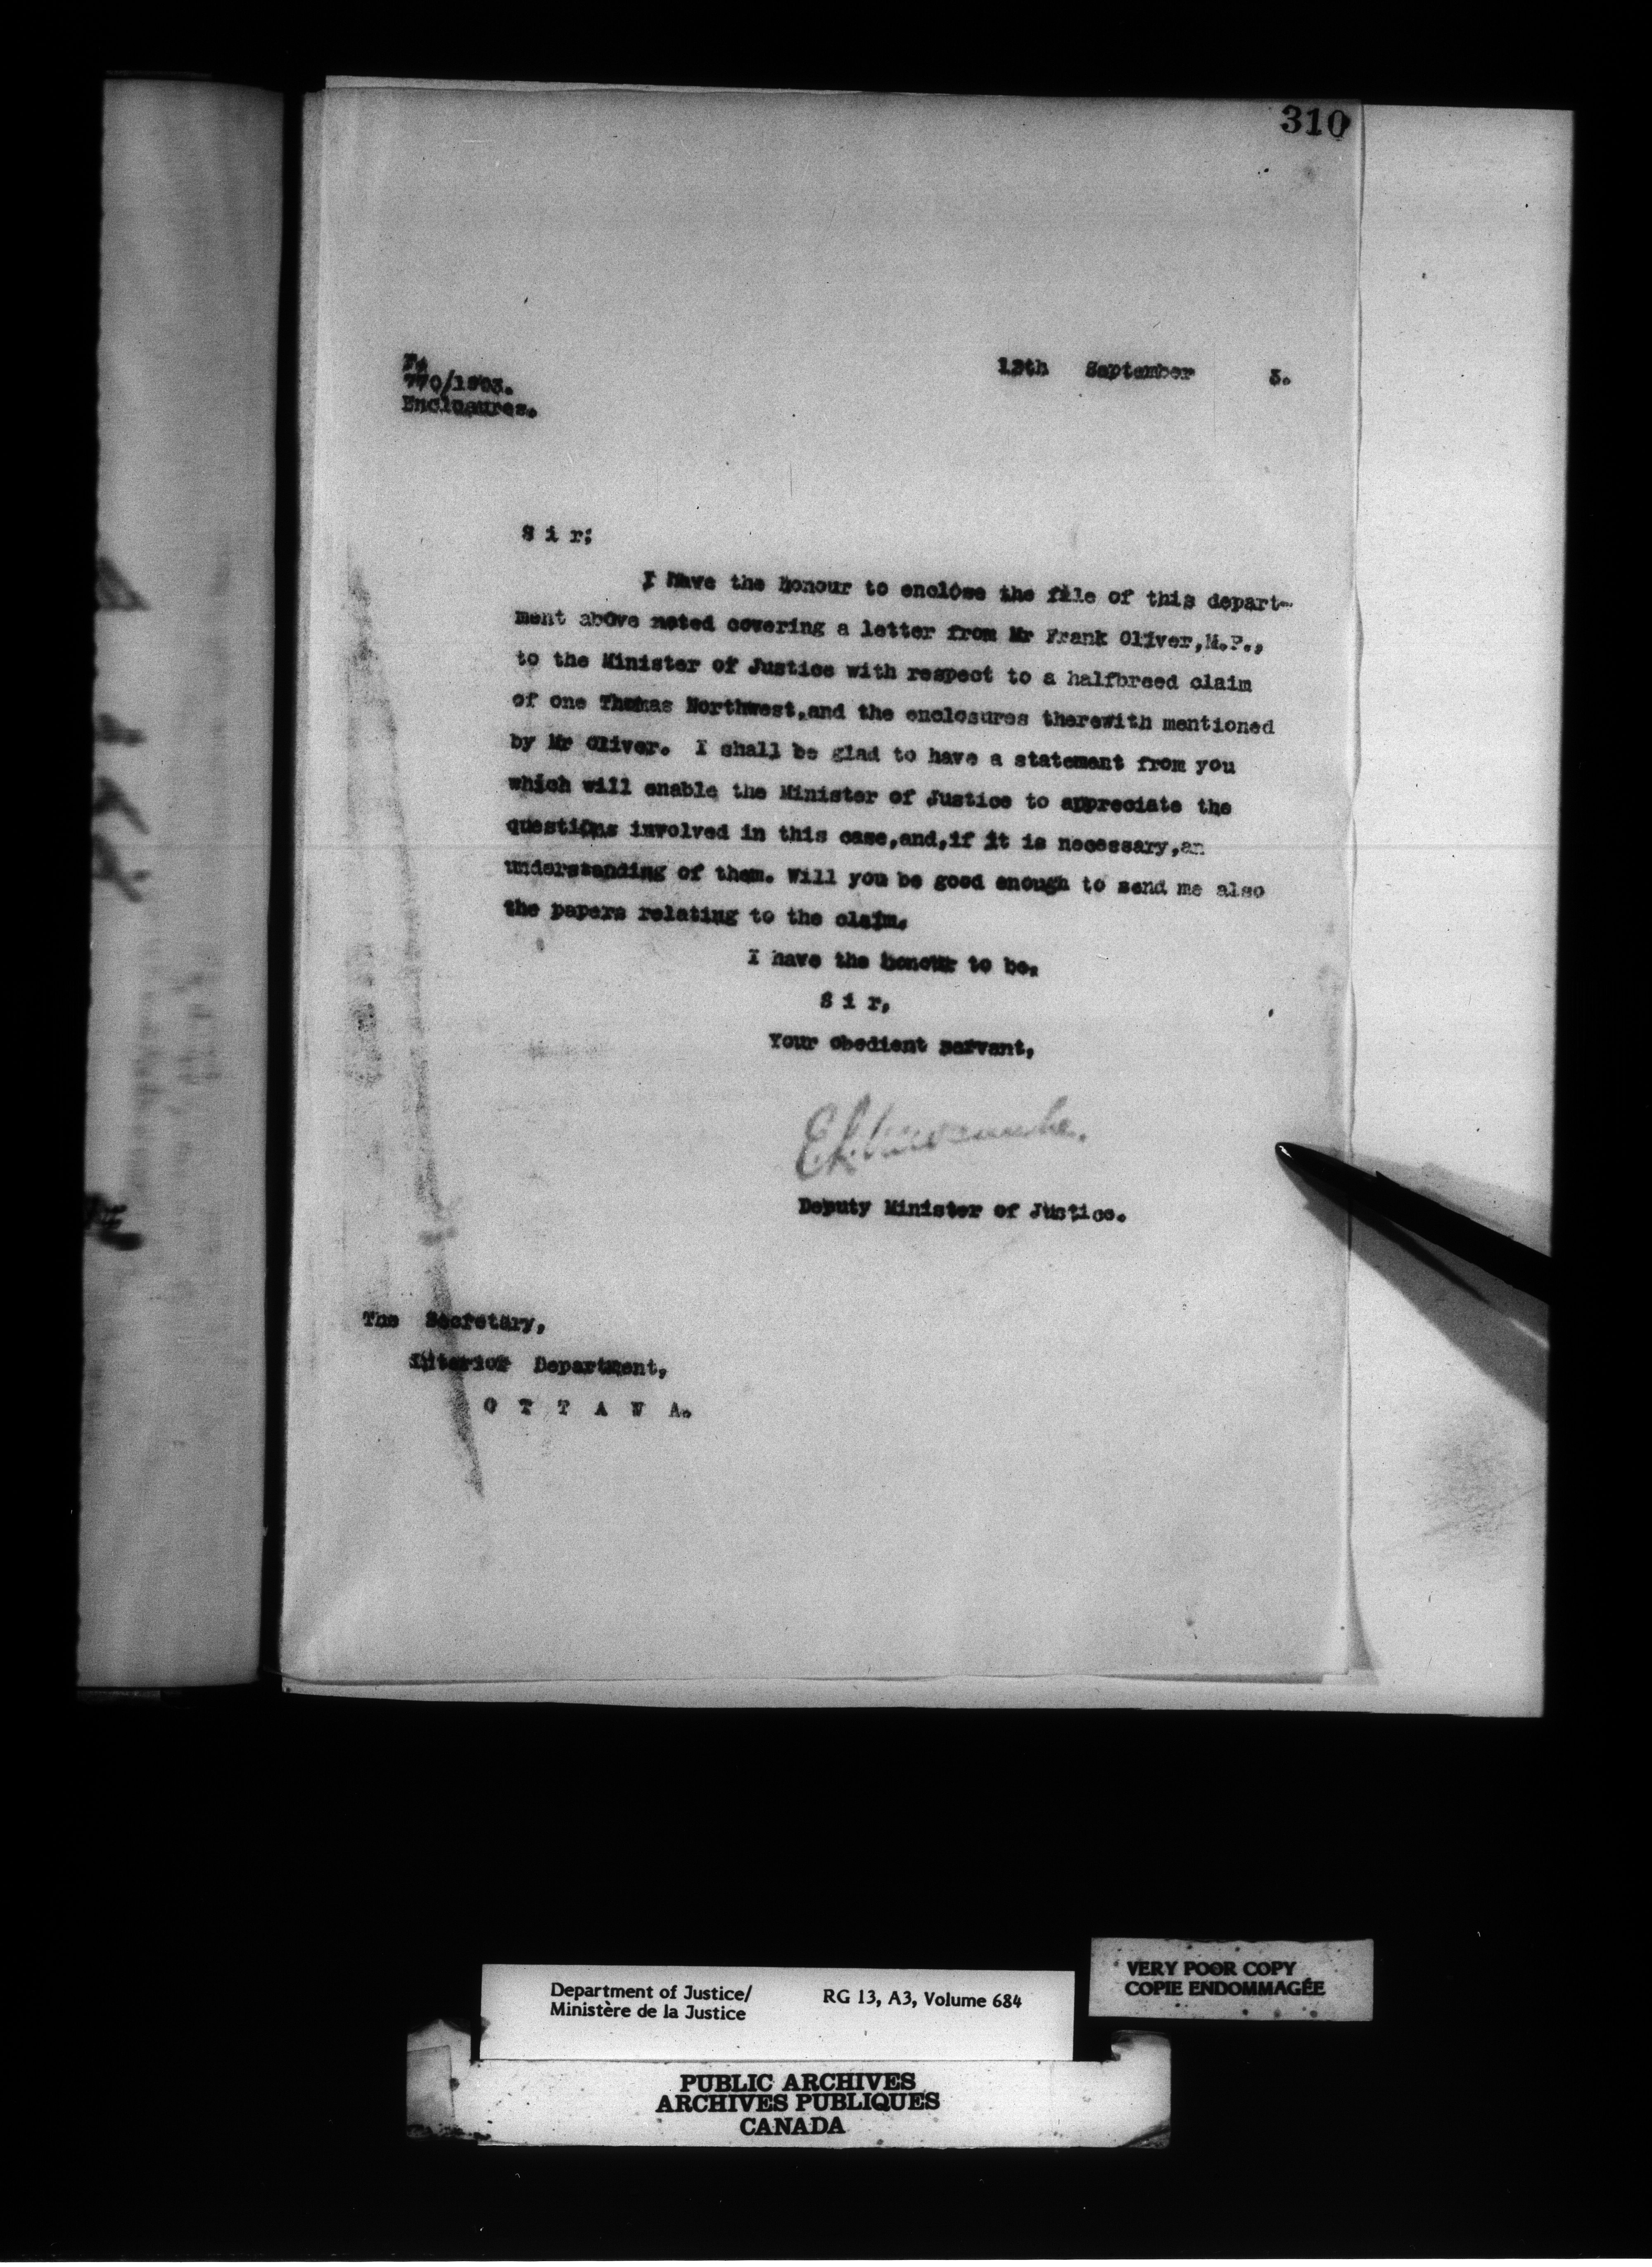 310
770/1903.
Enclosures.
September 3.
S i r;
I have the honour to enclose the file of this depart-
ment above noted covering a letter from Mr Frank Oliver,M.P.,
to the Minister of Justice with respect to a halfbreed claim
of one Thomas Northwest,and the enclosures therewith mentioned
by Mr Oliver. I shall be glad to have a statement from you
which will enable the Minister of Justice to appreciate the
questions involved in this case,and,if it is necessary,an
understanding of them. Will you be good enough to send me also
the papers relating to the claim.
I have the honour to be,
S i r,
Your obedient servant,
E.L. Newcombe.
Deputy Minister of Justice.
The Secretary,
Interior Department,
O T T A W A.
VERY POOR COPY
COPIE ENDOMMAGÉE
Department of Justice/ RG 13, A3, Volume 684
Ministère de la Justice
PUBLIC ARCHIVES
ARCHIVES PUBLIQUES
CANADA